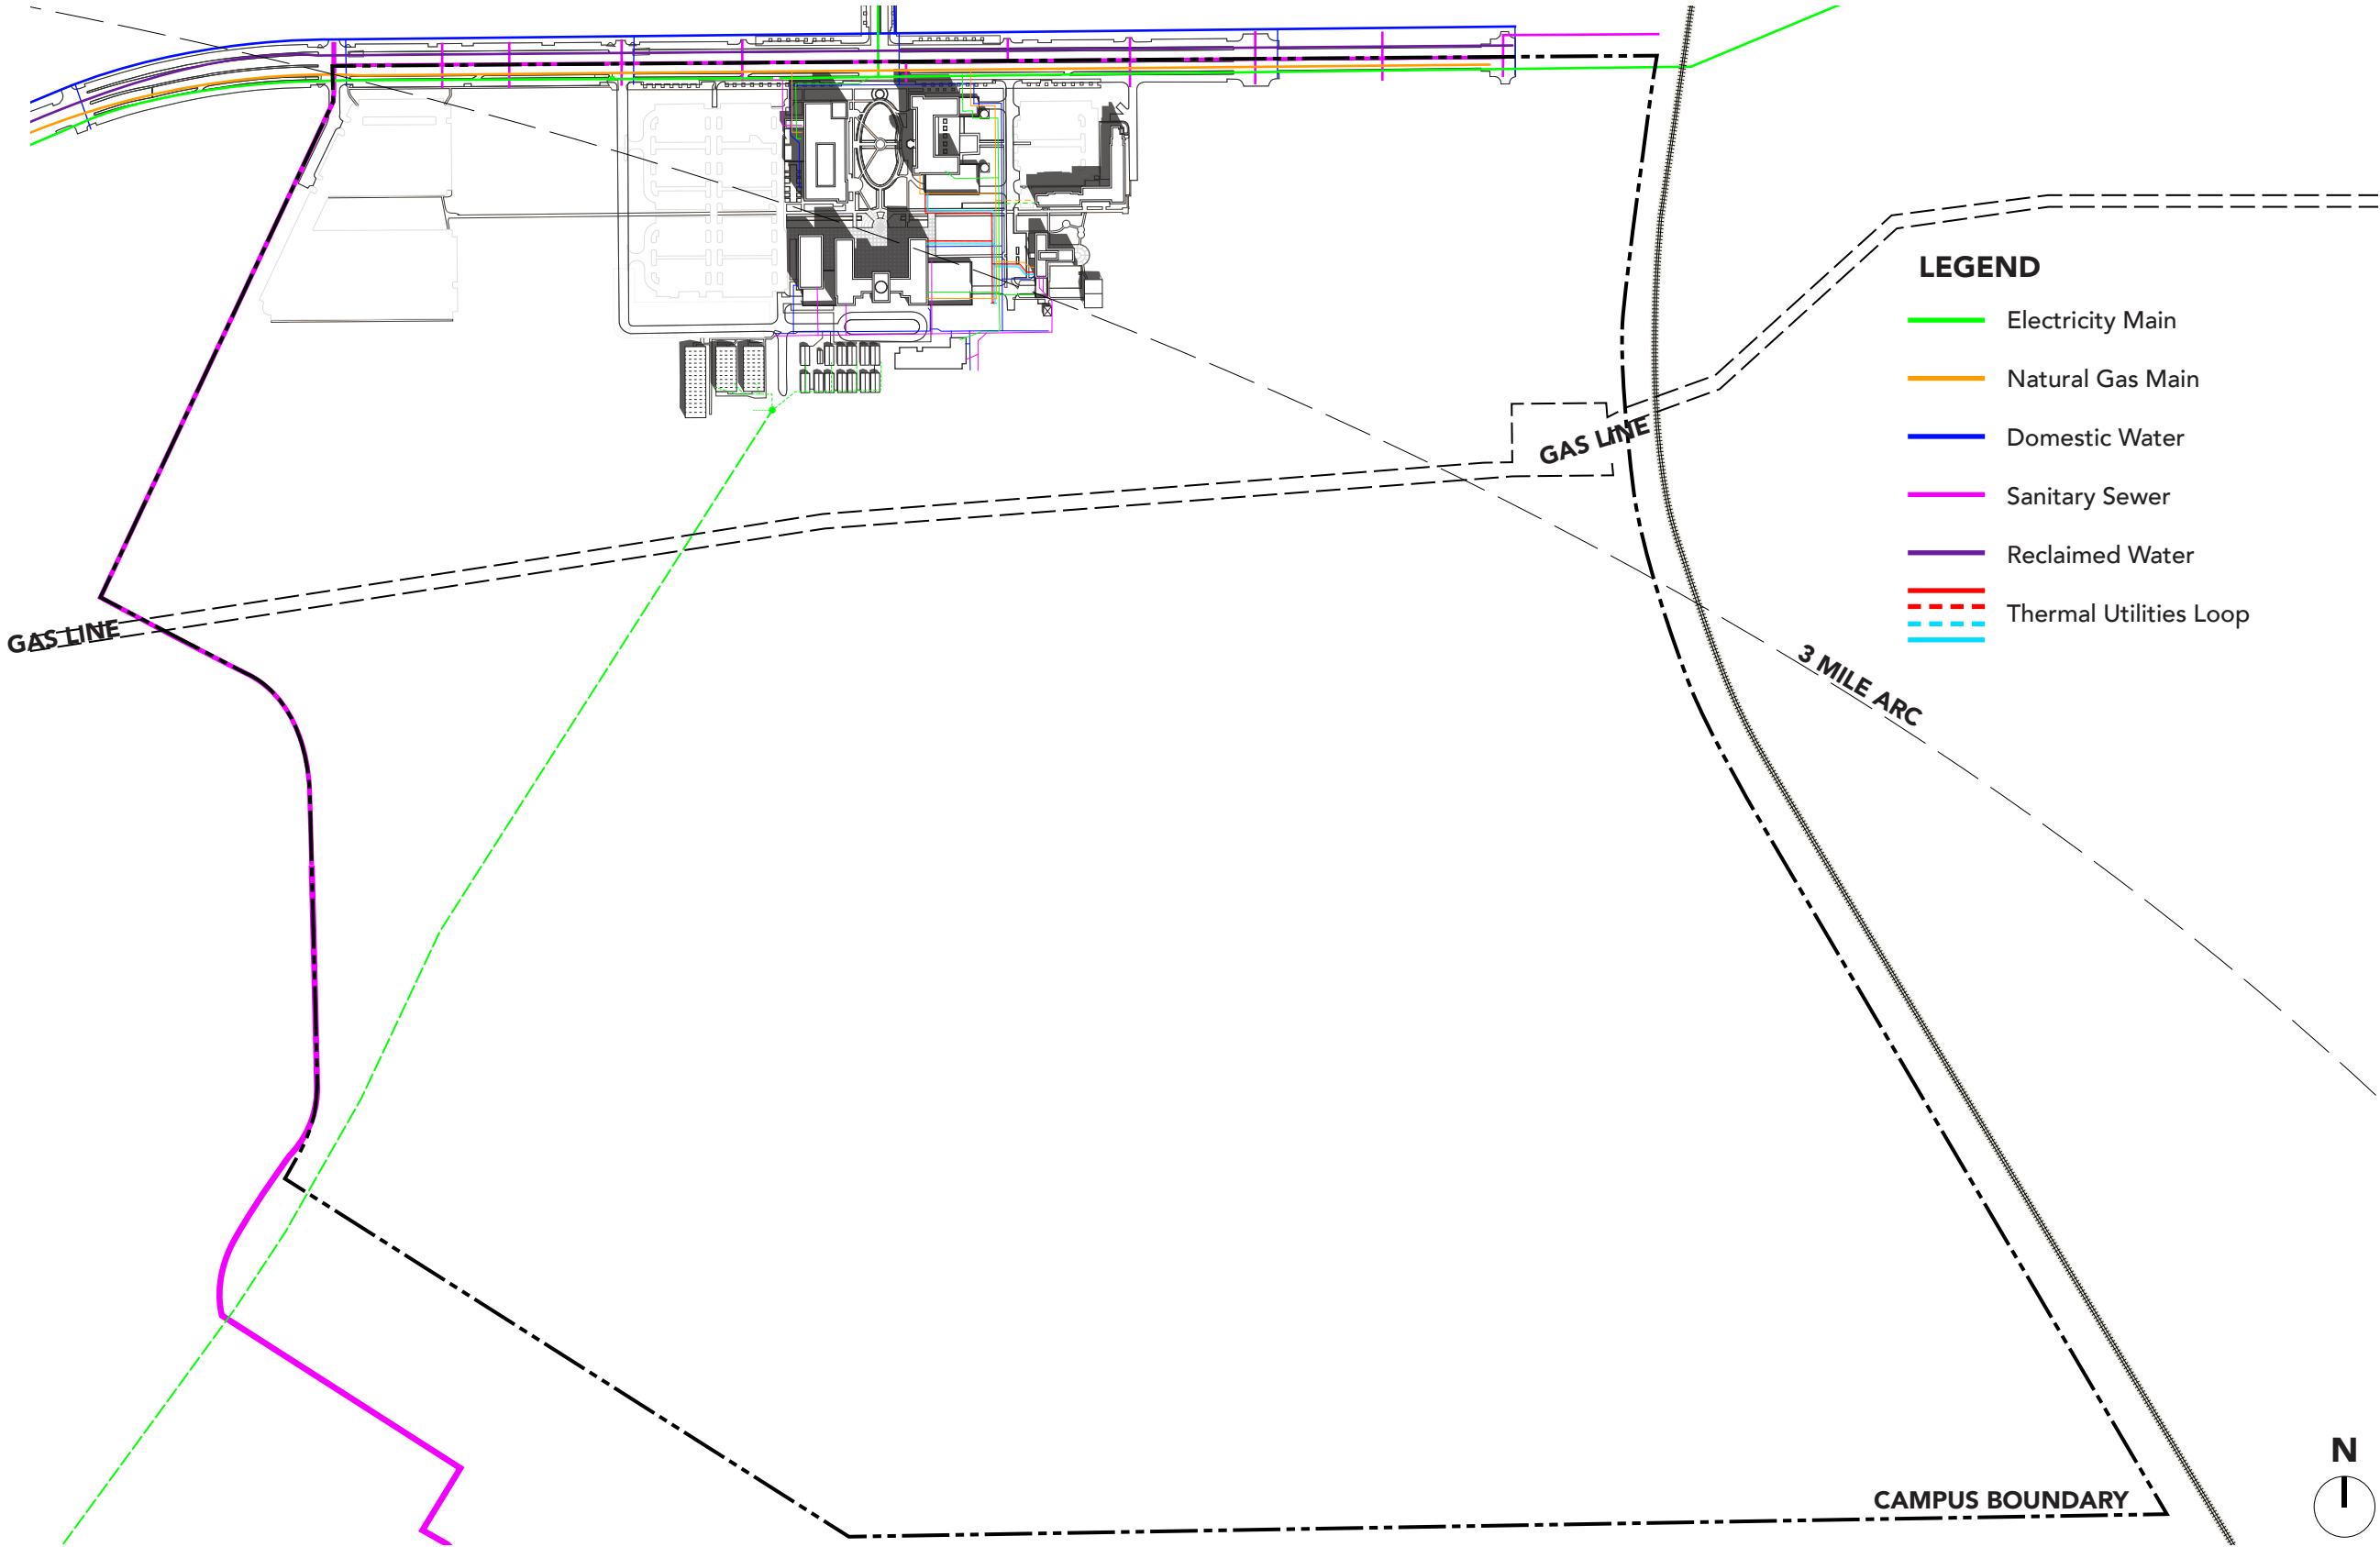 LEGEND
Electricity Main
Natural Gas Main
Domestic Water
Sanitary Sewer
Reclaimed Water
Thermal Utilities Loop
GAS LINE
GAS LINE
3 MILE ARC
CAMPUS BOUNDARY
N